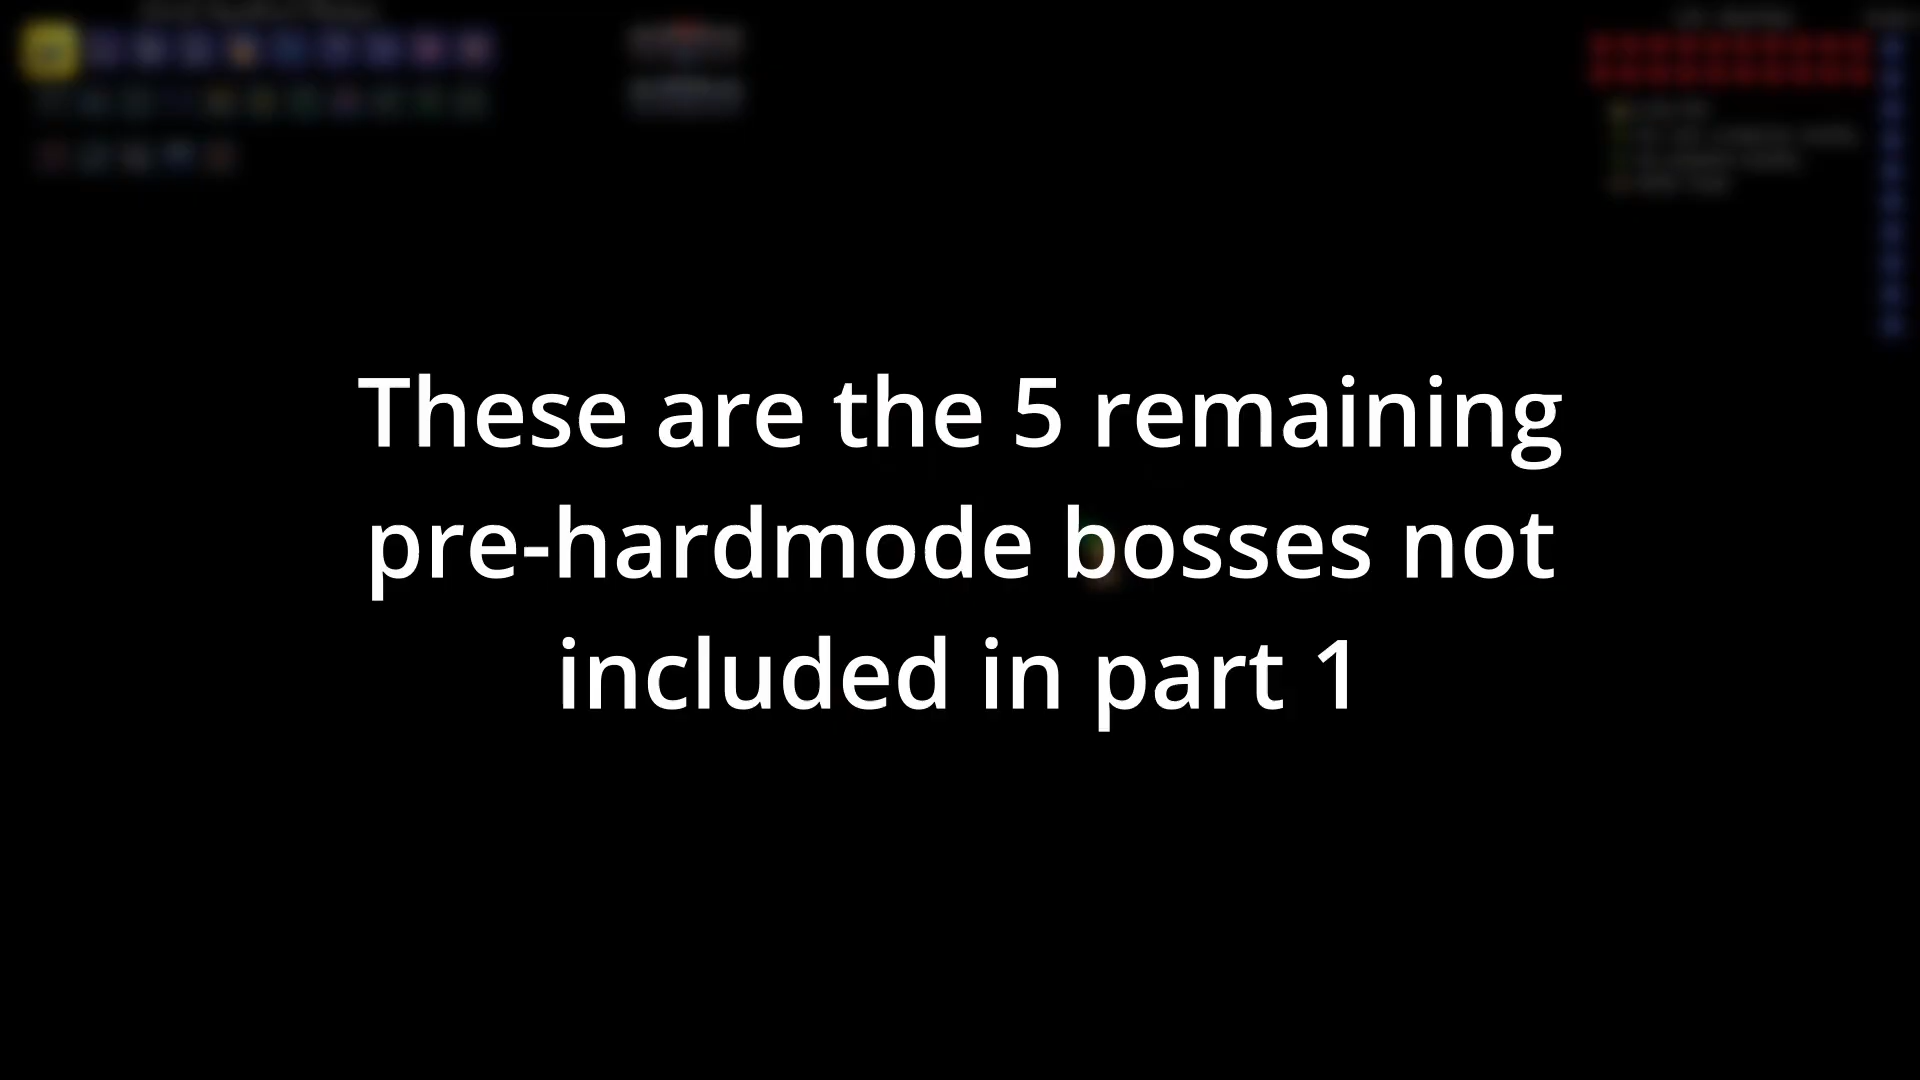 These are the 5 remaining
pre-hardmode bosses not
included in part 1